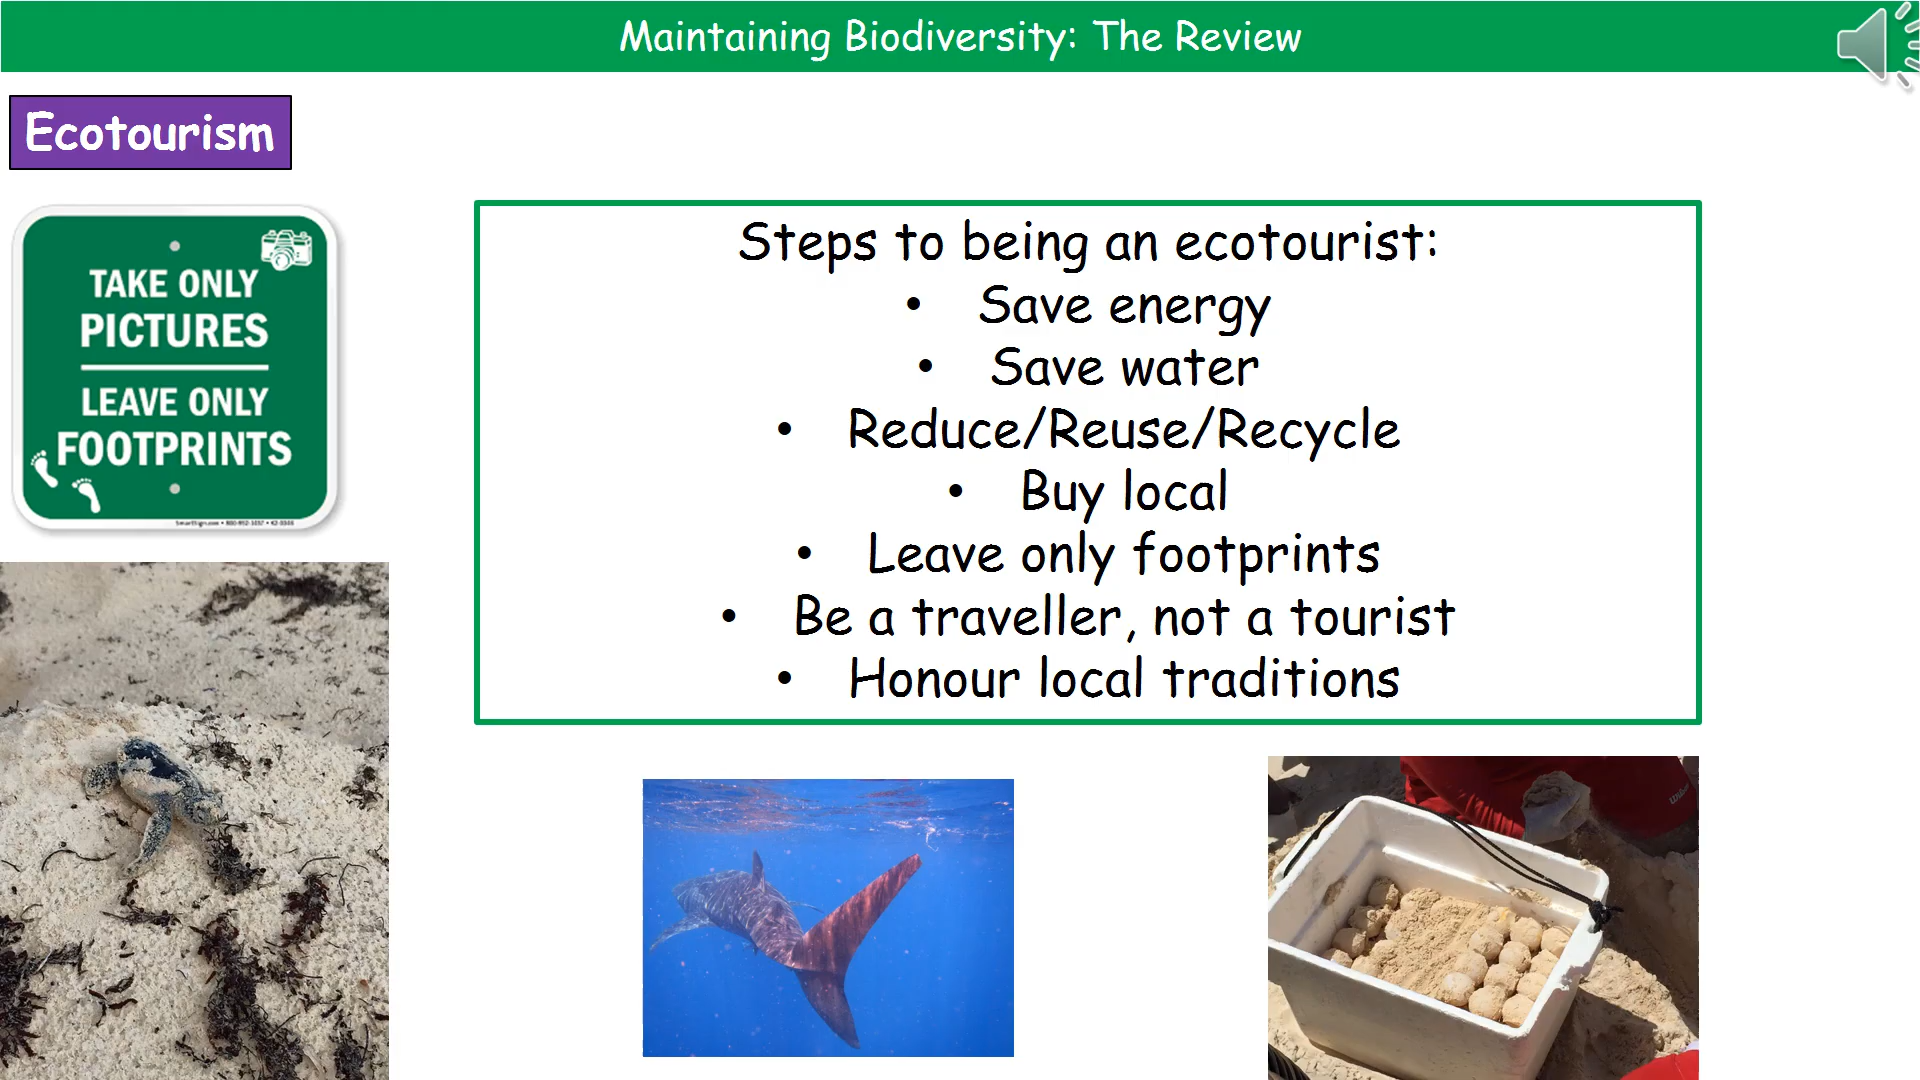 Maintaining Biodiversity: The Review
Ecotourism
TAKE ONLY
PICTURES
LEAVE ONLY
FOOTPRINTS
Steps to being an ecotourist:
• Save energy
• Save water
• Reduce/Reuse/Recycle
• Buy local
• Leave only footprints
• Be a traveller, not a tourist
• Honour local traditions